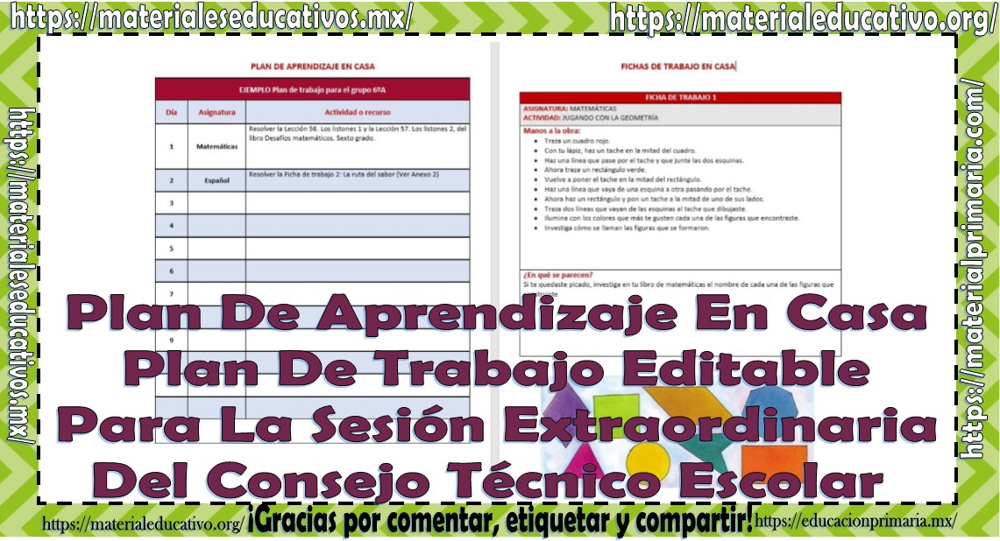 https://materialeseducativos.mx/
https://materialeducativo.org/
https://materialeseducativos.mx/
https://materialprimaria.com/
PLAN DE APRENDIZAJE EN CASA
EJEMPLO Plan de trabajo para el grupo 6ºA
Día Asignatura Actividad o recurso
1 Matemáticas Resolver la Lección 56. Los listones 1 y la Lección 57. Los listones 2, del
libro Desafíos matemáticos. Sexto grado.
2 Español Resolver la Ficha de trabajo 2: La ruta del sabor (Ver Anexo 2)
3
4
5
6
7
9
FICHAS DE TRABAJO EN CASA
FICHA DE TRABAJO 1
ASIGNATURA: MATEMÁTICAS
ACTIVIDAD: JUGANDO CON LA GEOMETRÍA
Manos a la obra:
• Traza un cuadro rojo.
• Con tu lápiz, haz un tache en la mitad del cuadro.
• Haz una línea que pase por el tache y que junte las dos esquinas.
• Ahora traza un rectángulo verde.
• Vuelve a poner el tache en la mitad del rectángulo.
• Haz una línea que vaya de una esquina a otra pasando por el tache.
• Ahora haz un rectángulo y pon un tache a la mitad de uno de sus lados.
• Traza dos líneas que vayan de las esquinas al tache que dibujaste.
• Ilumina con los colores que más te gusten cada una de las figuras que encontraste.
• Investiga cómo se llaman las figuras que se formaron.
¿En qué se parecen?
Si te quedaste picado, investiga en tu libro de matemáticas el nombre de cada una de las figuras que
Plan De Aprendizaje En Casa
Plan De Trabajo Editable
Para La Sesión Extraordinaria
Del Consejo Técnico Escolar
https://materialeducativo.org/ ¡Gracias por comentar, etiquetar y compartir! https://educacionprimaria.mx/